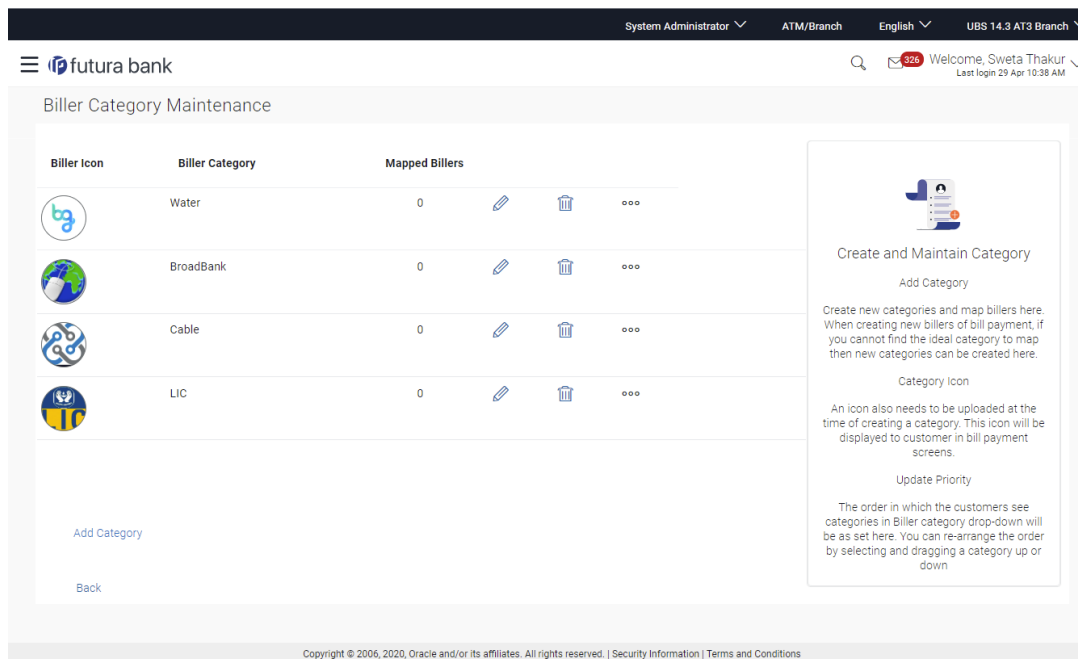 System Administrator ATM/Branch English UBS 14.3 AT3 Branch
futura bank
326 Welcome, Sweta Thakur
Last login 29 Apr 10:38 AM
Biller Category Maintenance
Biller Icon Biller Category Mapped Billers
bg Water 0
BroadBank 0
Cable 0
LIC LIC 0
Add Category
Back
Create and Maintain Category
Add Category
Create new categories and map billers here.
When creating new billers of bill payment, if
you cannot find the ideal category to map
then new categories can be created here.
Category Icon
An icon also needs to be uploaded at the
time of creating a category. This icon will be
displayed to customer in bill payment
screens.
Update Priority
The order in which the customers see
categories in Biller category drop-down will
be as set here. You can re-arrange the order
by selecting and dragging a category up or
down
Copyright © 2006, 2020, Oracle and/or its affiliates. All rights reserved. | Security Information | Terms and Conditions